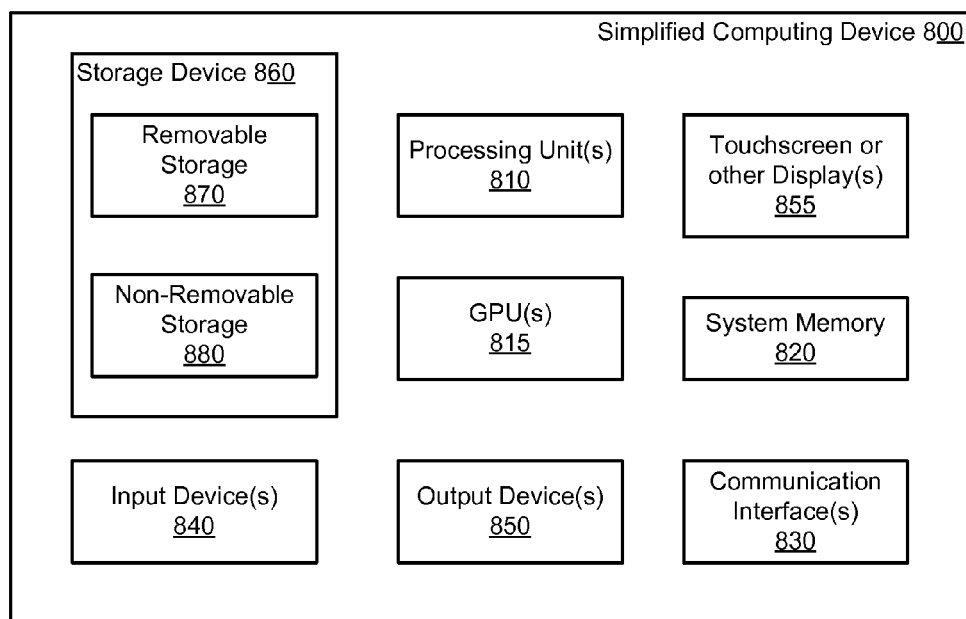 Simplified Computing Device 800
Storage Device 860
Removable
Storage
870
Processing Unit(s)
810
Touchscreen or
other Display(s)
855
Non-Removable
Storage
880
GPU(s)
815
System Memory
820
Input Device(s)
840
Output Device(s)
850
Communication
Interface(s)
830